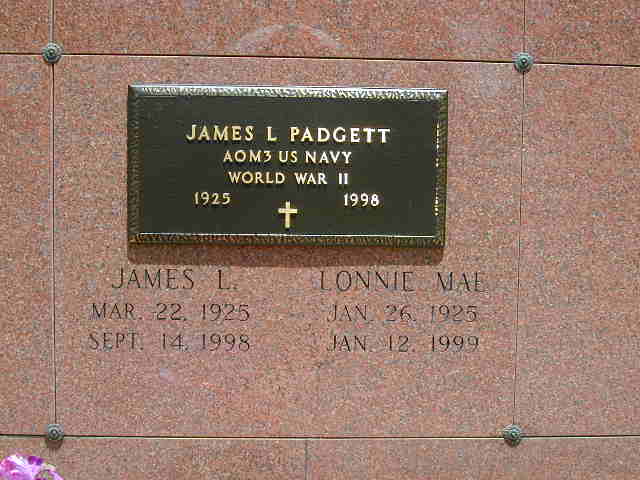 JAMES L PADGETT
AOM3 US NAVY
WORLD WAR II
1925 1998
JAMES L. LONNIE MAE
MAR. 22, 1925 JAN. 26, 1925
SEPT. 14, 1998 JAN. 12, 1999